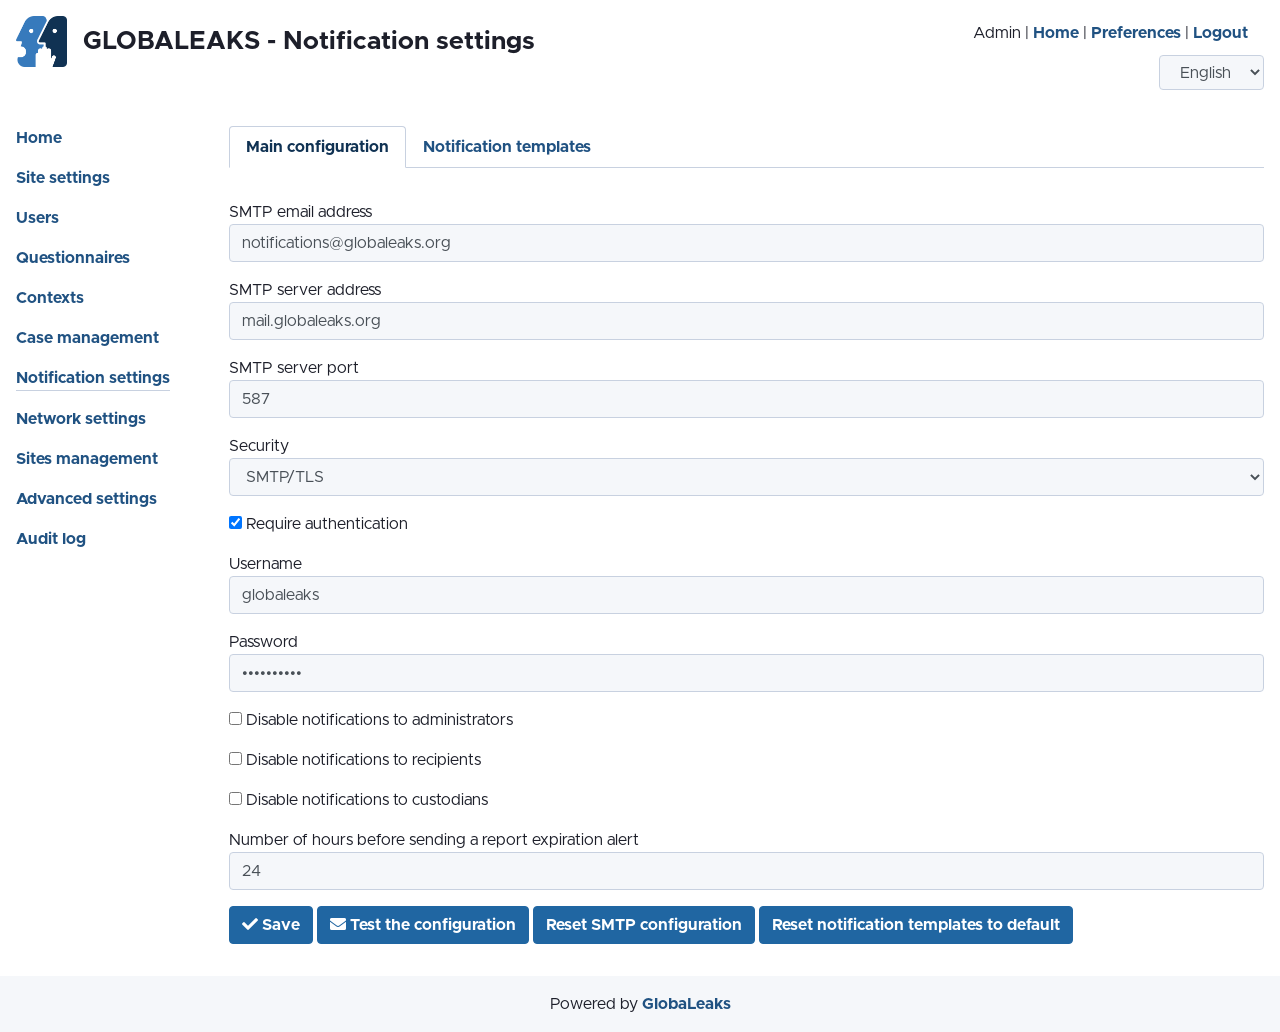 GLOBALEAKS - Notification settings
Admin | Home | Preferences | Logout
English
Home
Site settings
Users
Questionnaires
Contexts
Case management
Notification settings
Network settings
Sites management
Advanced settings
Audit log
Main configuration
Notification templates
SMTP email address
notifications@globaleaks.org
SMTP server address
mail.globaleaks.org
SMTP server port
587
Security
SMTP/TLS
Require authentication
Username
globaleaks
Password
••••••••••
Disable notifications to administrators
Disable notifications to recipients
Disable notifications to custodians
Number of hours before sending a report expiration alert
24
Save
Test the configuration
Reset SMTP configuration
Reset notification templates to default
Powered by GlobaLeaks